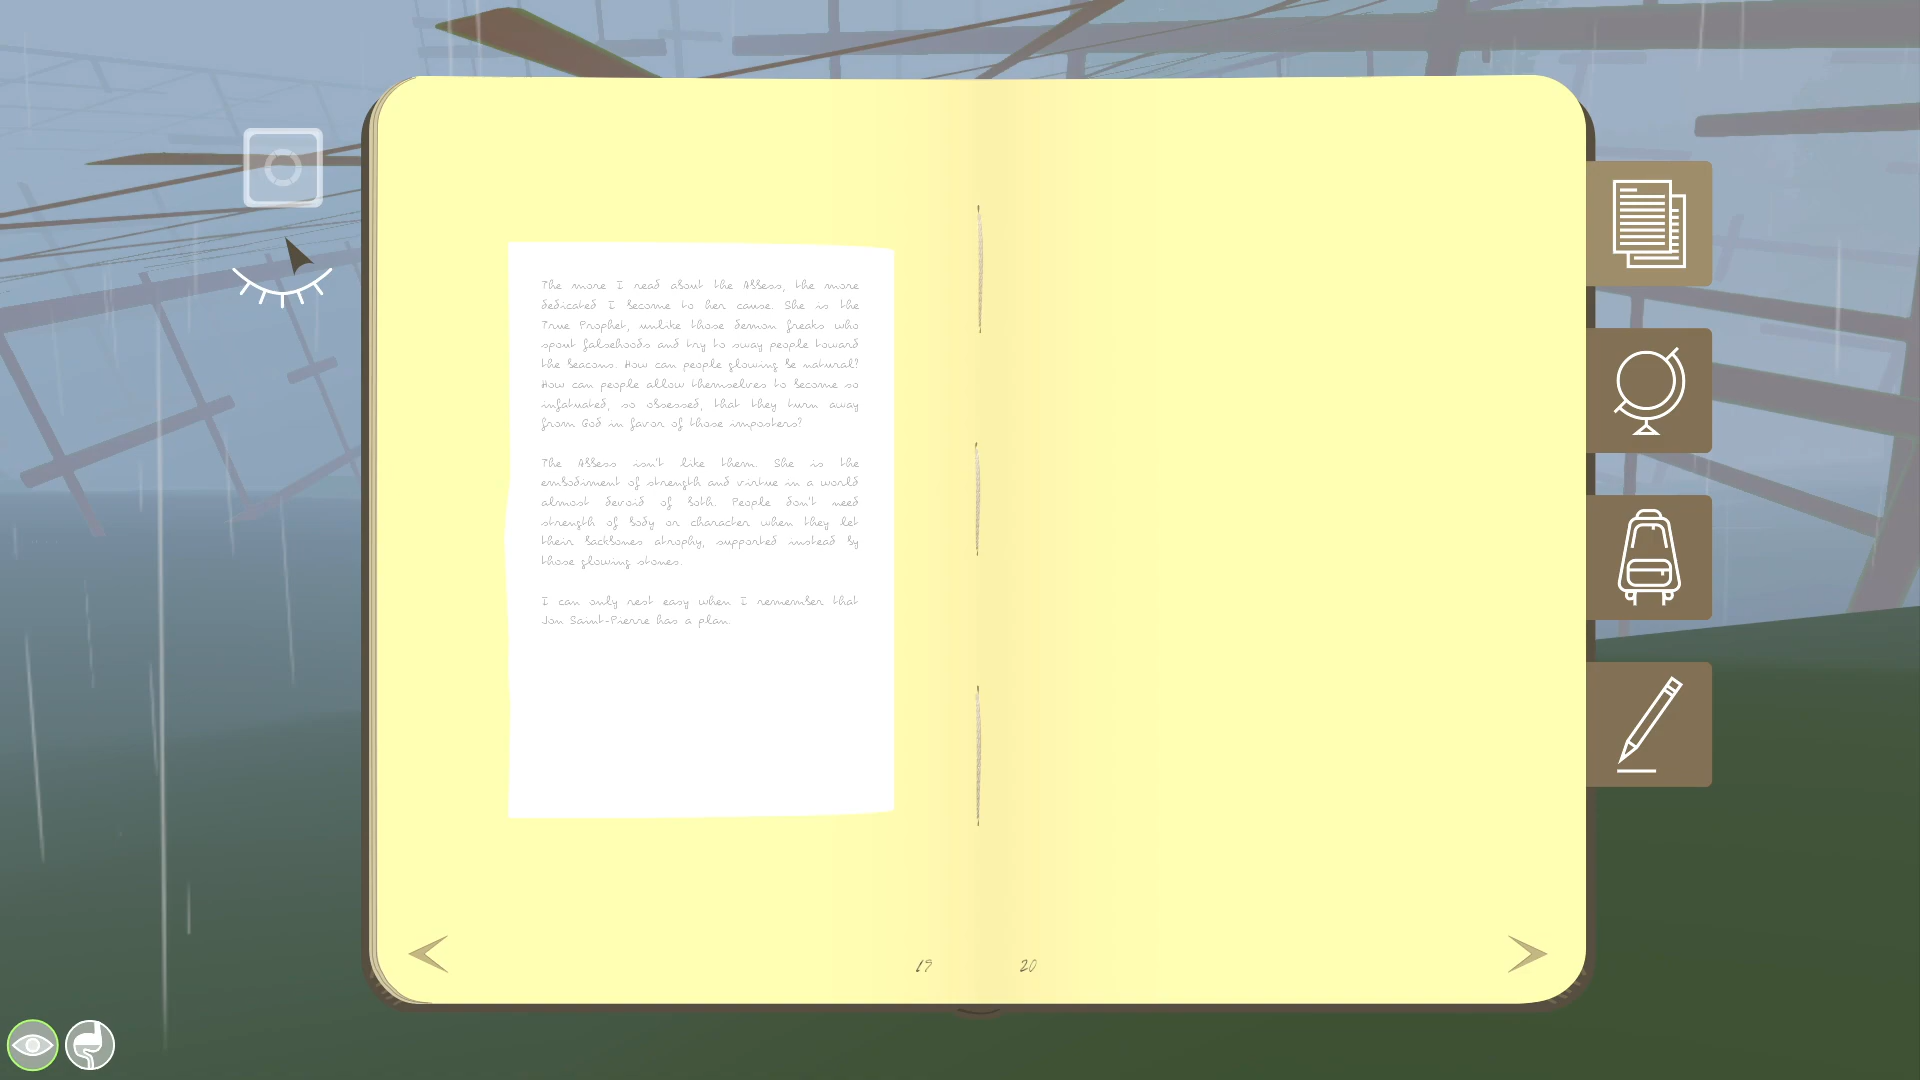 The more I read about the Abbess, the more
dedicated I become to her cause. She is the
True Prophet, unlike those demon freaks who
spout falsehoods and try to sway people toward
the beacons. How can people glowing be natural?
How can people allow themselves to become so
infatuated, so obsessed, that they turn away
from God in favor of those imposters?
The Abbess isn't like them. She is the
embodiment of strength and virtue in a world
almost devoid of both. People don't need
strength of body or character when they let
their backbones atrophy, supported instead by
those glowing stones.
I can only rest easy when I remember that
Jon Saint-Pierre has a plan.
19
20